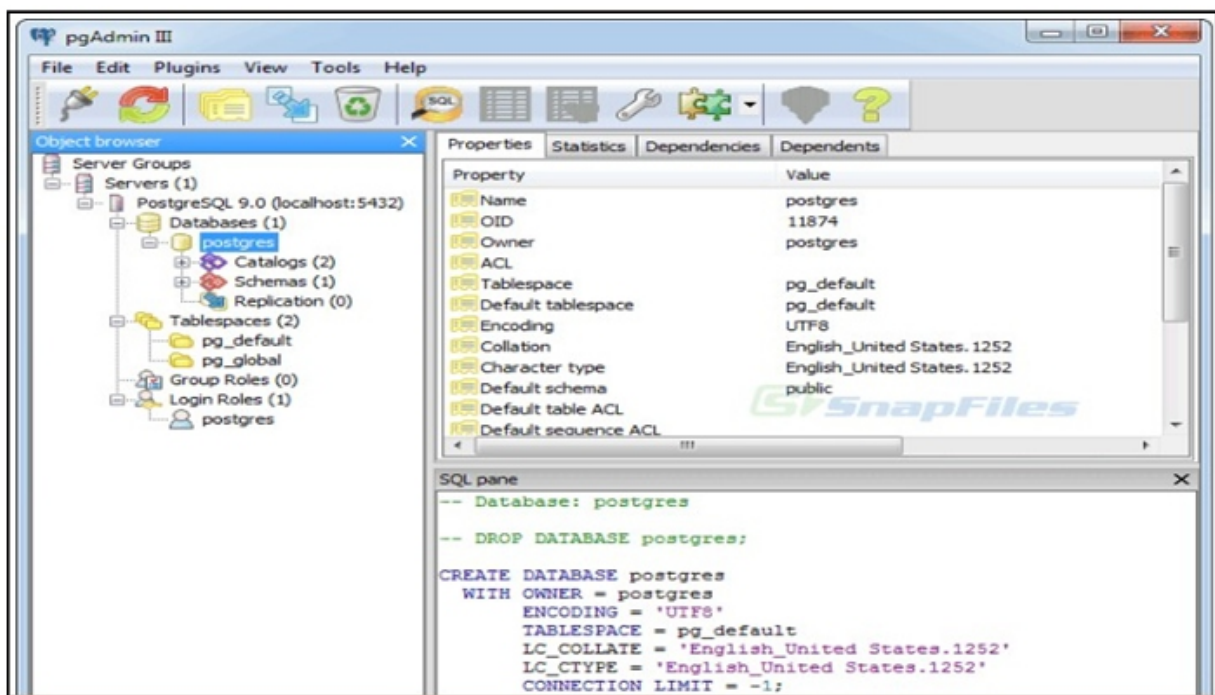 pgAdmin III
File Edit Plugins View Tools Help
SQL
Object browser
Server Groups
Servers (1)
PostgreSQL 9.0 (localhost:5432)
Databases (1)
postgres
Catalogs (2)
Schemas (1)
Replication (0)
Tablespaces (2)
pg_default
pg_global
Group Roles (0)
Login Roles (1)
postgres
Properties Statistics Dependencies Dependents
Property Value
Name postgres
OID 11874
Owner postgres
ACL
Tablespace pg_default
Default tablespace pg_default
Encoding UTF8
Collation English_United States.1252
Character type English_United States.1252
Default schema public
Default table ACL
Default sequence ACL
SnapFiles
SQL pane
-- Database: postgres
-- DROP DATABASE postgres;
CREATE DATABASE postgres
WITH OWNER = postgres
ENCODING = 'UTF8'
TABLESPACE = pg_default
LC_COLLATE = 'English_United States.1252'
LC_CTYPE = 'English_United States.1252'
CONNECTION LIMIT = -1;